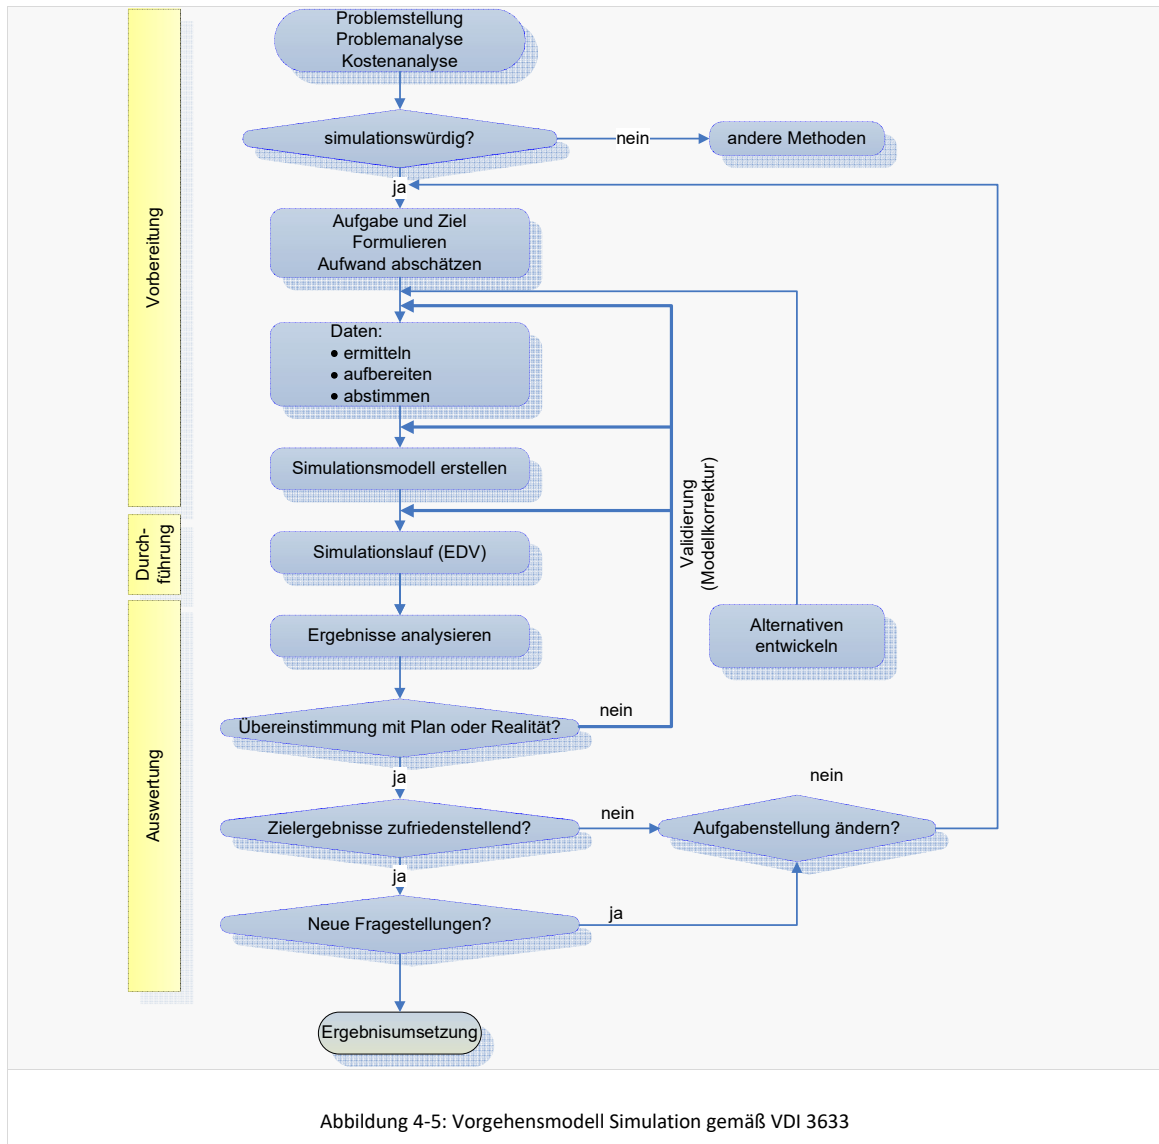 Problemstellung
Problemanalyse
Kostenanalyse
simulationswürdig?
nein
andere Methoden
ja
Aufgabe und Ziel
Formulieren
Aufwand abschätzen
Vorbereitung
Daten:
• ermitteln
• aufbereiten
• abstimmen
Simulationsmodell erstellen
Validierung
(Modellkorrektur)
Durch-
führung
Simulationslauf (EDV)
Ergebnisse analysieren
Alternativen
entwickeln
Übereinstimmung mit Plan oder Realität?
nein
ja
Auswertung
nein
Zielergebnisse zufriedenstellend?
nein
Aufgabenstellung ändern?
ja
Neue Fragestellungen?
ja
Ergebnisumsetzung
Abbildung 4-5: Vorgehensmodell Simulation gemäß VDI 3633